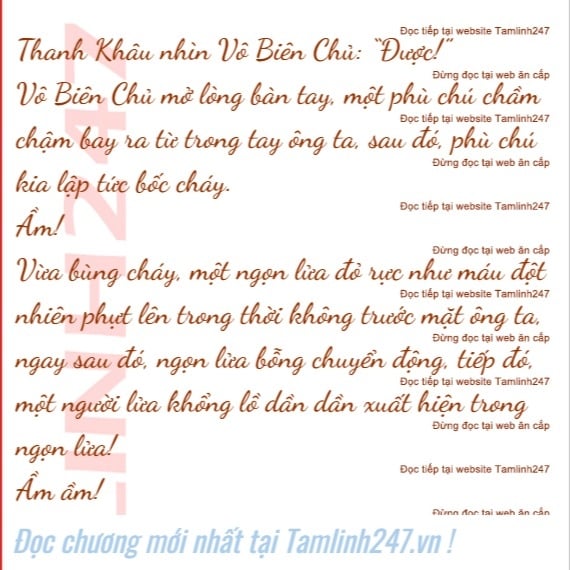 Đọc tiếp tại website Tamlinh247
Thanh Khâu nhìn Vô Biên Chủ: “Được!”
Đừng đọc tại web ăn cắp
Vô Biên Chủ mở lòng bàn tay, một phù chú chầm
Đọc tiếp tại website Tamlinh247
chậm bay ra từ trong tay ông ta, sau đó, phù chú
Đừng đọc tại web ăn cắp
kia lập tức bốc cháy.
Đọc tiếp tại website Tamlinh247
Ầm!
Đừng đọc tại web ăn cắp
Vừa bùng cháy, một ngọn lửa đỏ rực như máu đột
Đọc tiếp tại website Tamlinh247
nhiên phụt lên trong thời không trước mặt ông ta,
Đừng đọc tại web ăn cắp
ngay sau đó, ngọn lửa bỗng chuyển động, tiếp đó,
Đọc tiếp tại website Tamlinh247
một người lửa khổng lồ dần dần xuất hiện trong
Đừng đọc tại web ăn cắp
ngọn lửa!
Đọc tiếp tại website Tamlinh247
Ầm ầm!
Đừng đọc tại web ăn cắp
LINH247
Đọc chương mới nhất tại Tamlinh247.vn !